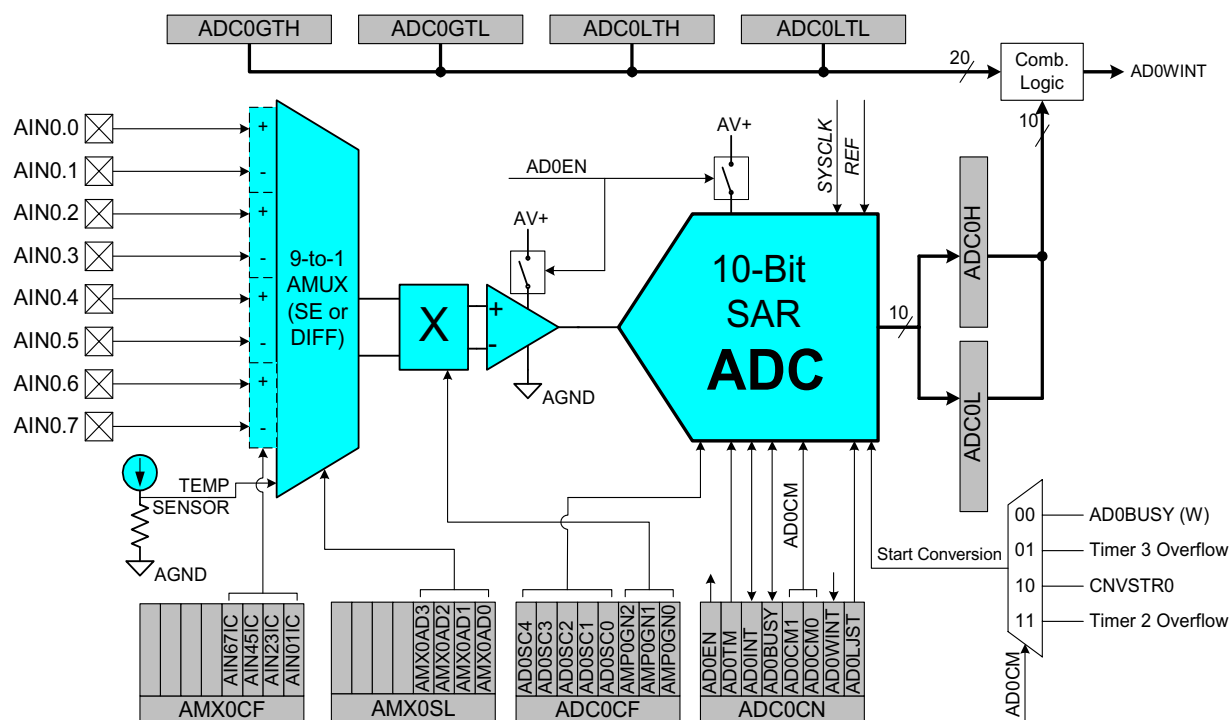 ADC0GTH
ADC0GTL
ADC0LTH
ADC0LTL
20
Comb.
Logic
AD0WINT
10
AIN0.0
AIN0.1
AIN0.2
AIN0.3
AIN0.4
AIN0.5
AIN0.6
AIN0.7
+
-
+
-
+
-
+
-
9-to-1
AMUX
(SE or
DIFF)
X
+
-
AV+
AGND
AD0EN
AV+
SYSCLK
REF
10-Bit
SAR
ADC
10
ADC0H
ADC0L
TEMP
SENSOR
AGND
AD0CM
Start Conversion
00
01
10
11
AD0BUSY (W)
Timer 3 Overflow
CNVSTR0
Timer 2 Overflow
AD0CM
AIN67IC
AIN45IC
AIN23IC
AIN01IC
AMX0CF
AMX0AD3
AMX0AD2
AMX0AD1
AMX0AD0
AMX0SL
AD0SC4
AD0SC3
AD0SC2
AD0SC1
AD0SC0
AMP0GN2
AMP0GN1
AMP0GN0
ADC0CF
AD0EN
AD0TM
AD0INT
AD0BUSY
AD0CM1
AD0CM0
AD0WINT
AD0LJST
ADC0CN